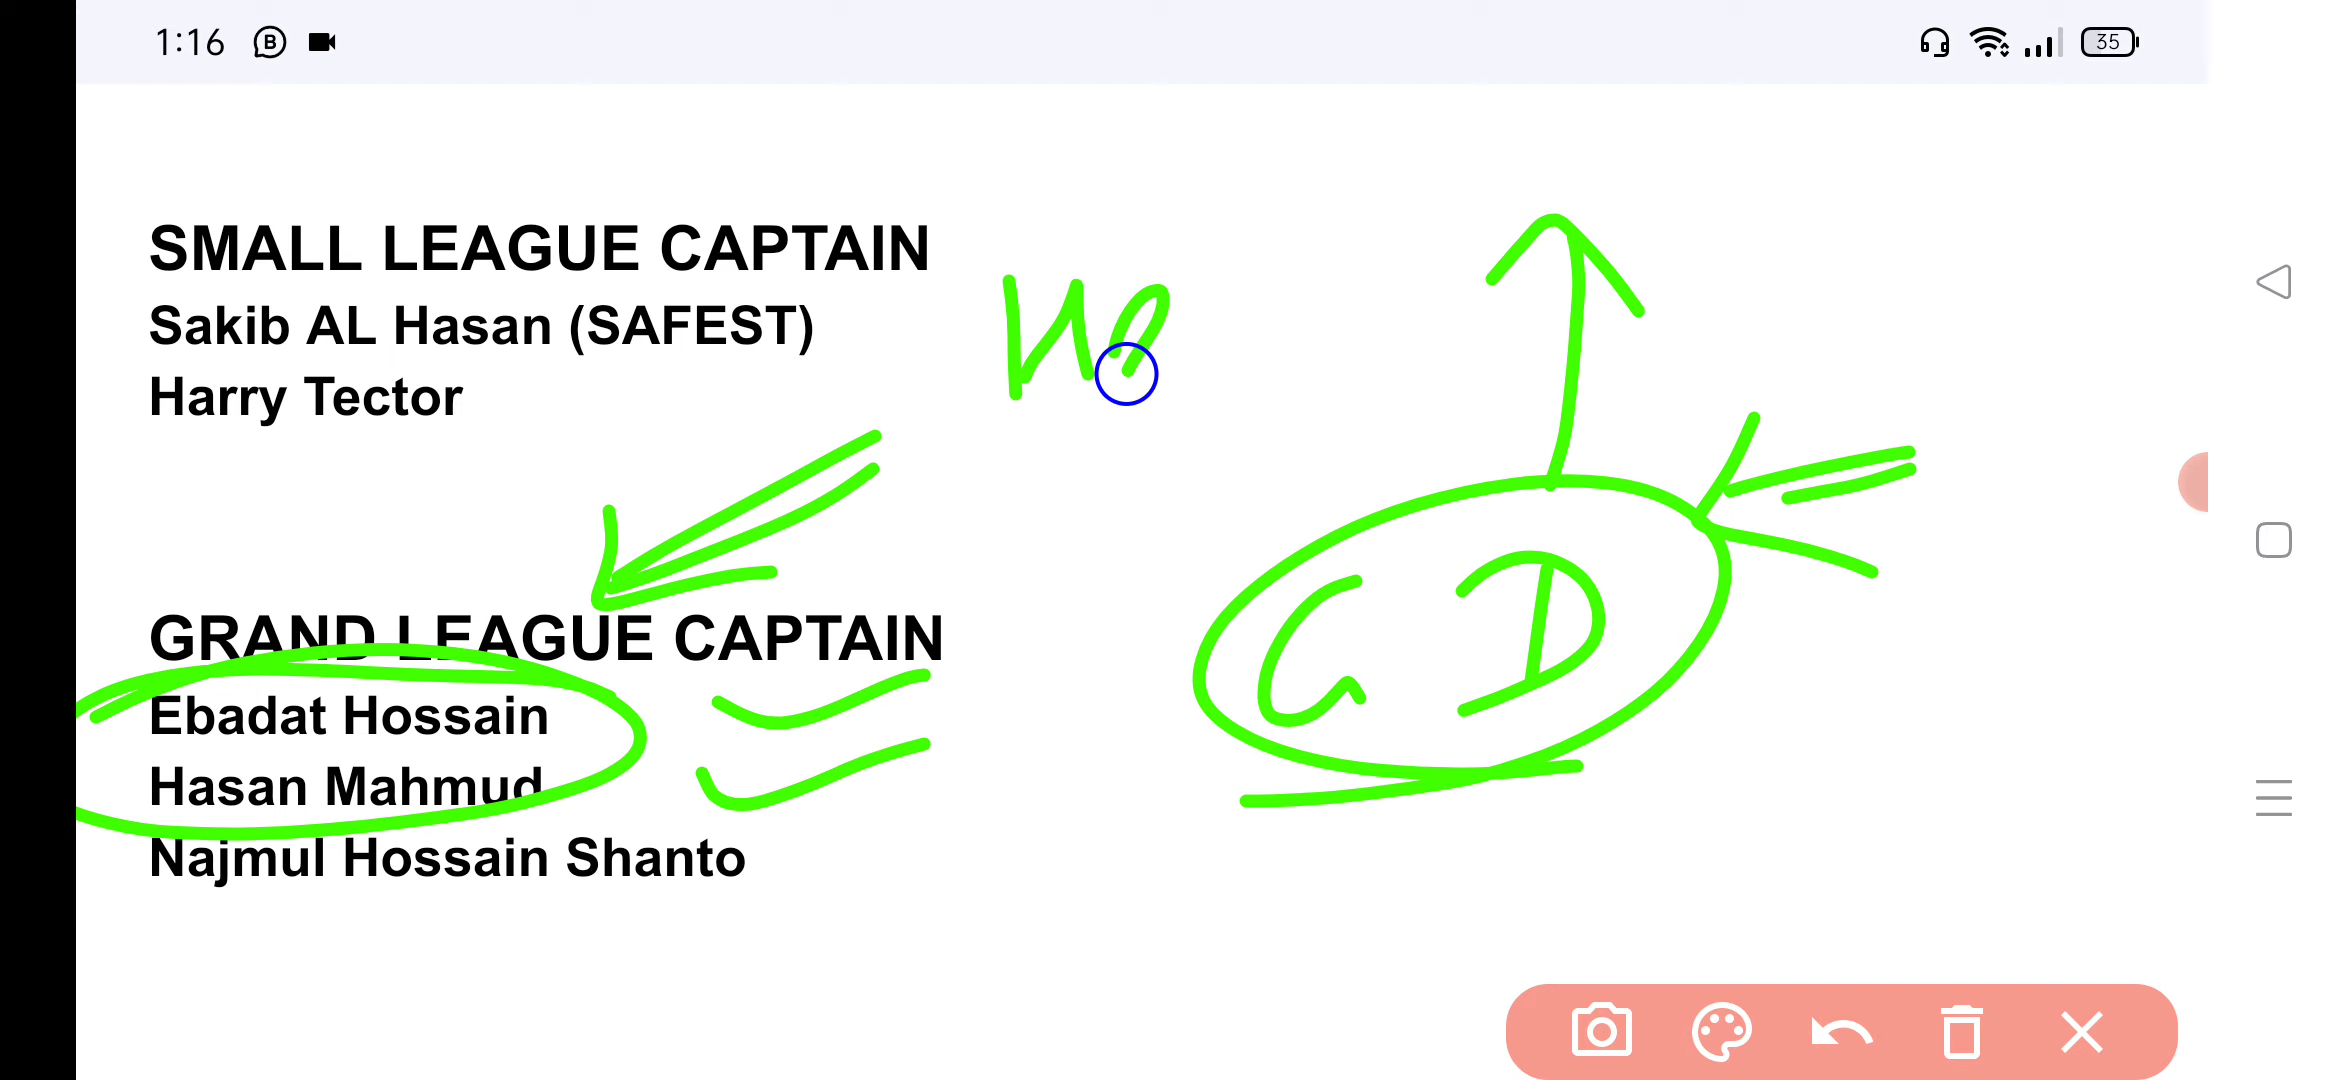 1:16
35
SMALL LEAGUE CAPTAIN
Sakib AL Hasan (SAFEST)
Harry Tector
GRAND LEAGUE CAPTAIN
Ebadat Hossain
Hasan Mahmud
Najmul Hossain Shanto